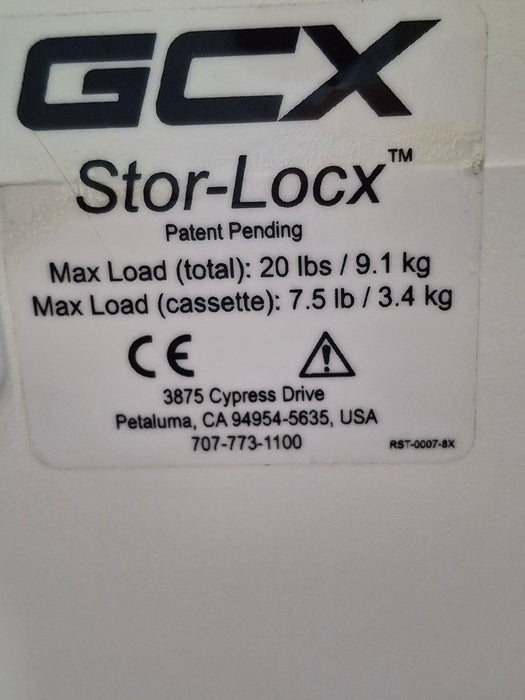 GCX
Stor-Locx™
Patent Pending
Max Load (total): 20 lbs / 9.1 kg
Max Load (cassette): 7.5 lb / 3.4 kg
CE
3875 Cypress Drive
Petaluma, CA 94954-5635, USA
707-773-1100
RST-0007-8X